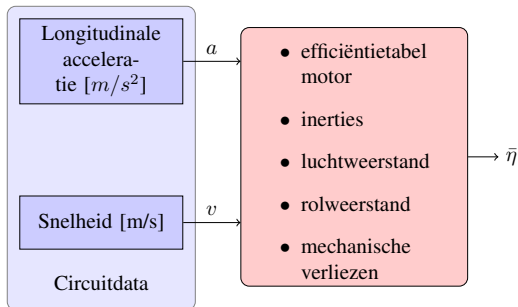 Longitudinale
accelera-
tie [m/s²]
a
Snelheid [m/s]
v
Circuitdata
• efficiëntietabel
motor
• inerties
• luchtweerstand
• rolweerstand
• mechanische
verliezen
η̄